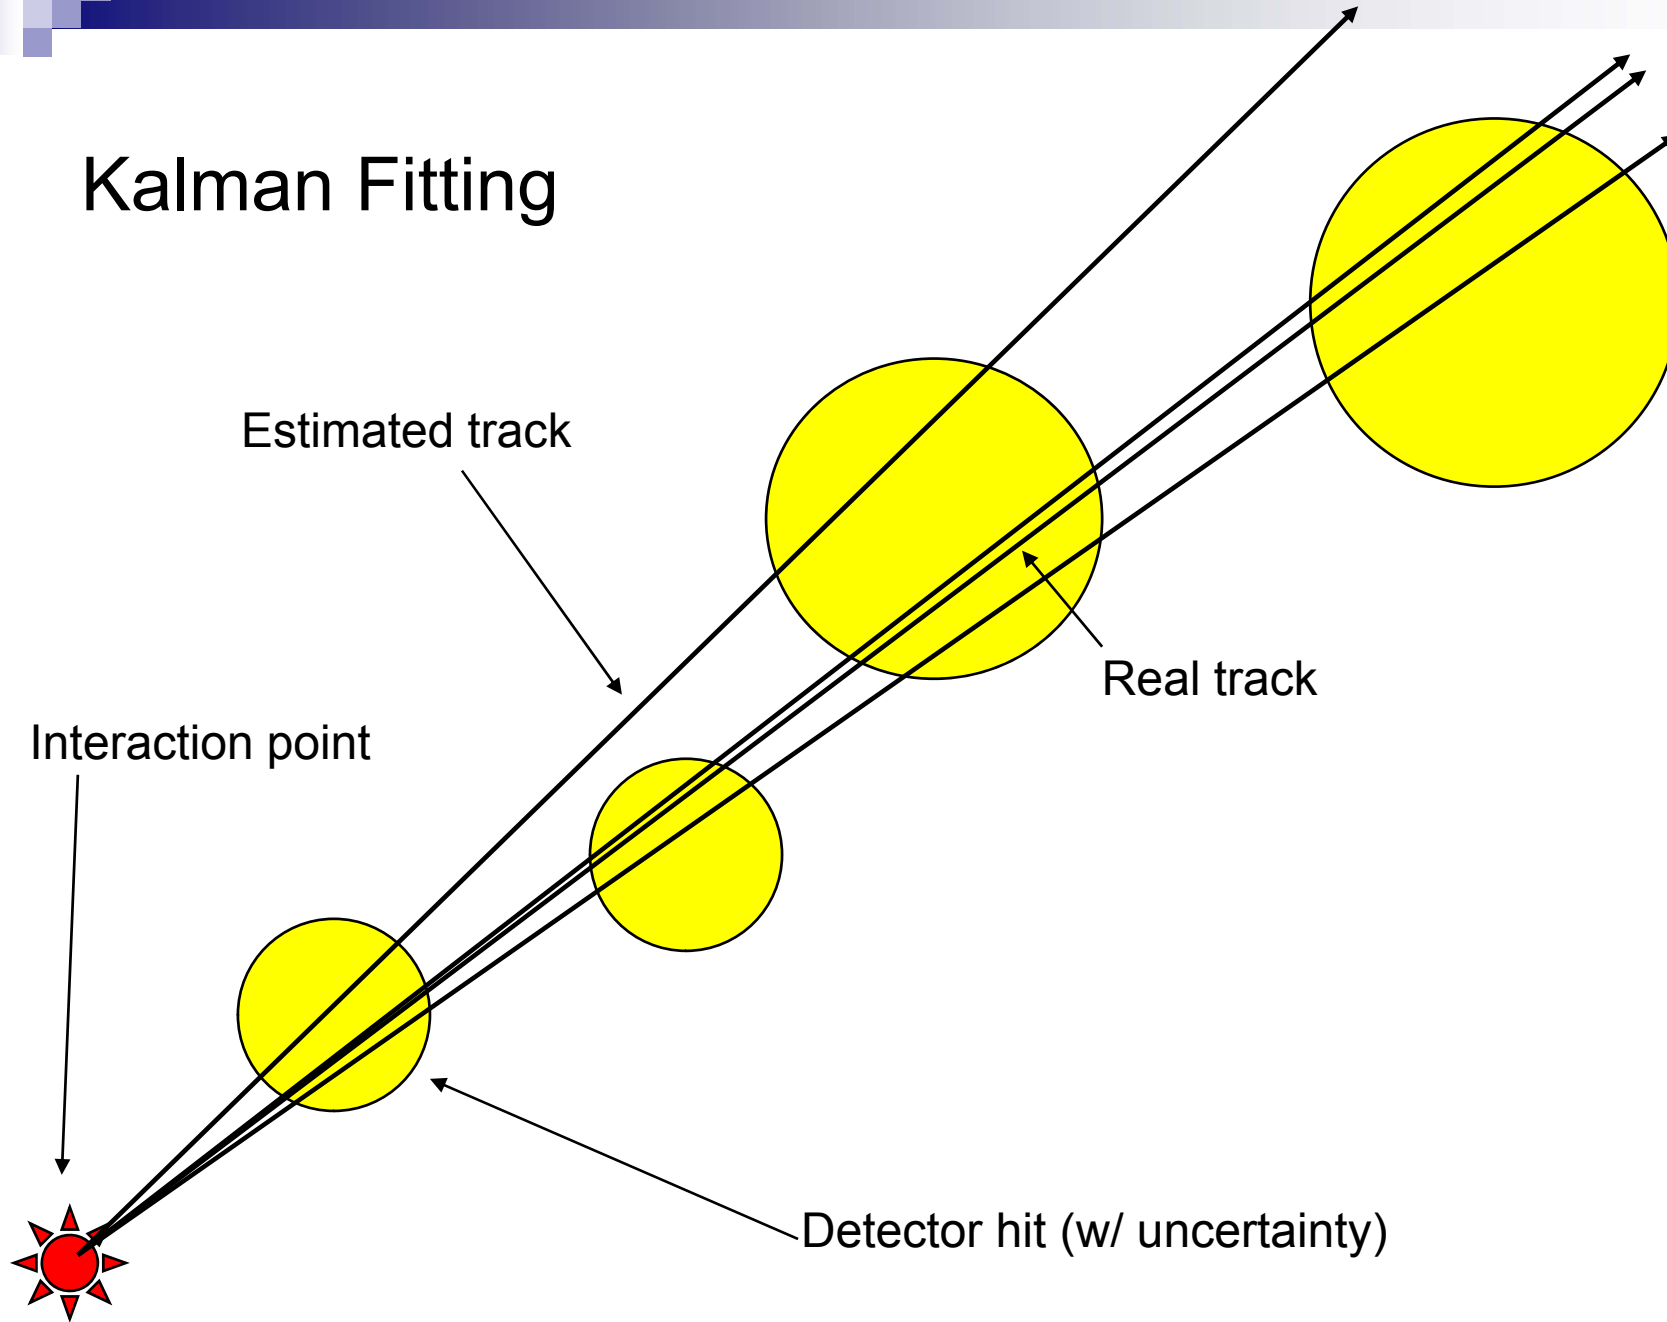 Kalman Fitting
Estimated track
Real track
Interaction point
Detector hit (w/ uncertainty)